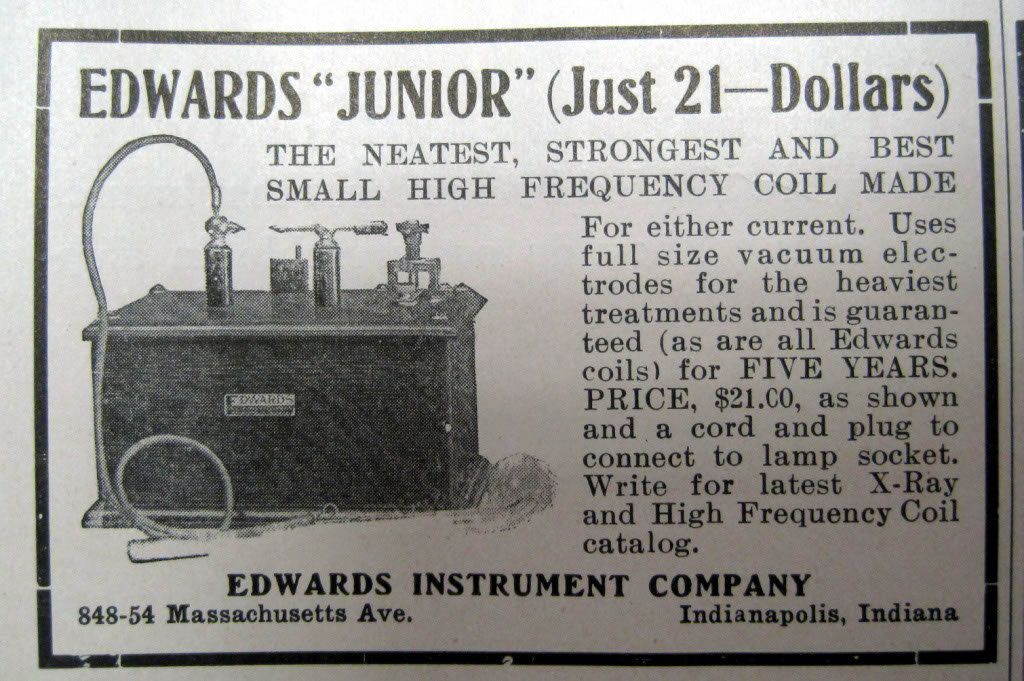 EDWARDS "JUNIOR" (Just 21—Dollars)
THE NEATEST, STRONGEST AND BEST
SMALL HIGH FREQUENCY COIL MADE
For either current. Uses
full size vacuum elec-
trodes for the heaviest
treatments and is guaran-
teed (as are all Edwards
coils) for FIVE YEARS.
PRICE, $21.00, as shown
and a cord and plug to
connect to lamp socket.
Write for latest X-Ray
and High Frequency Coil
catalog.
EDWARDS
EDWARDS INSTRUMENT COMPANY
848-54 Massachusetts Ave.
Indianapolis, Indiana